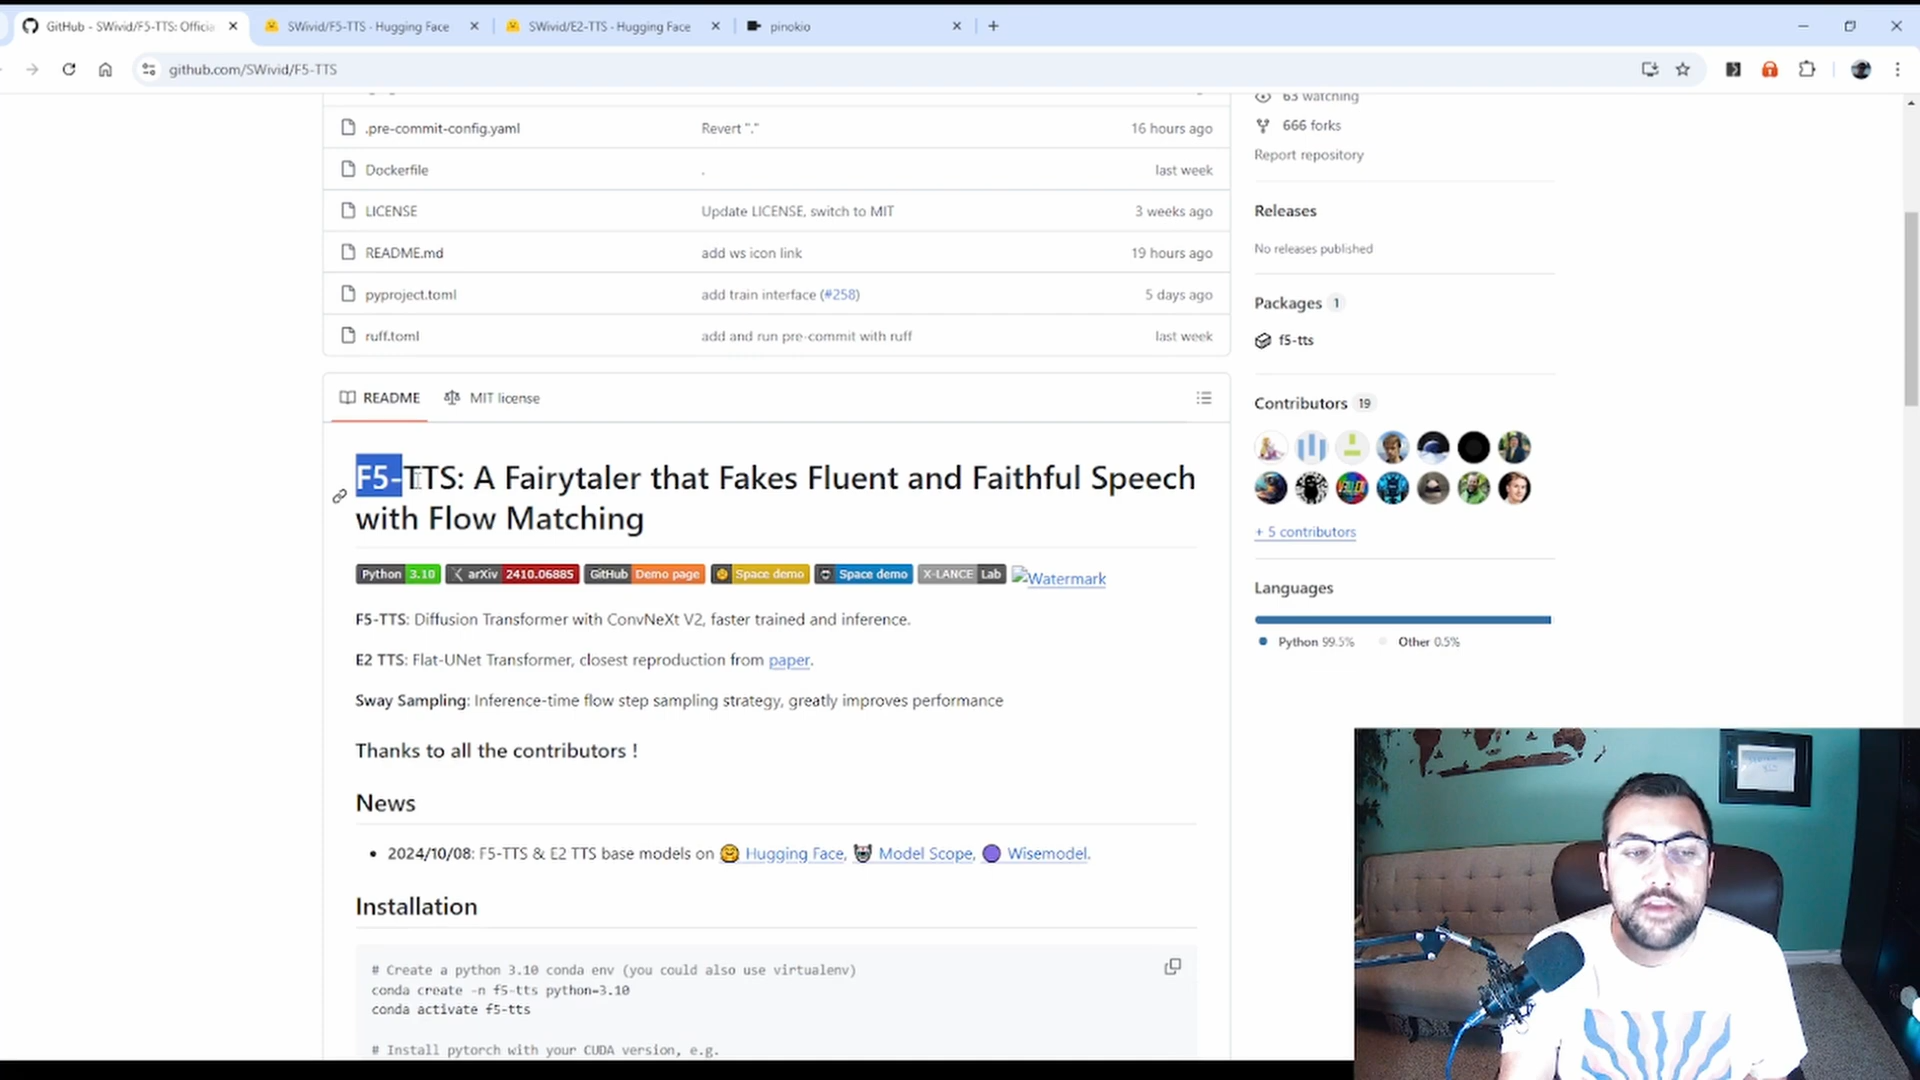 GitHub - SWivid/F5-TTS: Officia
SWivid/F5-TTS - Hugging Face
SWivid/E2-TTS - Hugging Face
pinokio
github.com/SWivid/F5-TTS
63 watching
.pre-commit-config.yaml Revert "." 16 hours ago
666 forks
Report repository
Dockerfile . last week
LICENSE Update LICENSE, switch to MIT 3 weeks ago
Releases
No releases published
README.md add ws icon link 19 hours ago
pyproject.toml add train interface (#258) 5 days ago
Packages 1
f5-tts
ruff.toml add and run pre-commit with ruff last week
README MIT license
Contributors 19
+ 5 contributors
F5-TTS: A Fairytaler that Fakes Fluent and Faithful Speech
with Flow Matching
Python 3.10 arXiv 2410.06885 GitHub Demo page Space demo Space demo X-LANCE Lab Watermark
Languages
Python 99.5% Other 0.5%
F5-TTS: Diffusion Transformer with ConvNeXt V2, faster trained and inference.
E2 TTS: Flat-UNet Transformer, closest reproduction from paper.
Sway Sampling: Inference-time flow step sampling strategy, greatly improves performance
Thanks to all the contributors !
News
• 2024/10/08: F5-TTS & E2 TTS base models on Hugging Face, Model Scope, Wisemodel.
Installation
# Create a python 3.10 conda env (you could also use virtualenv)
conda create -n f5-tts python=3.10
conda activate f5-tts
# Install pytorch with your CUDA version, e.g.